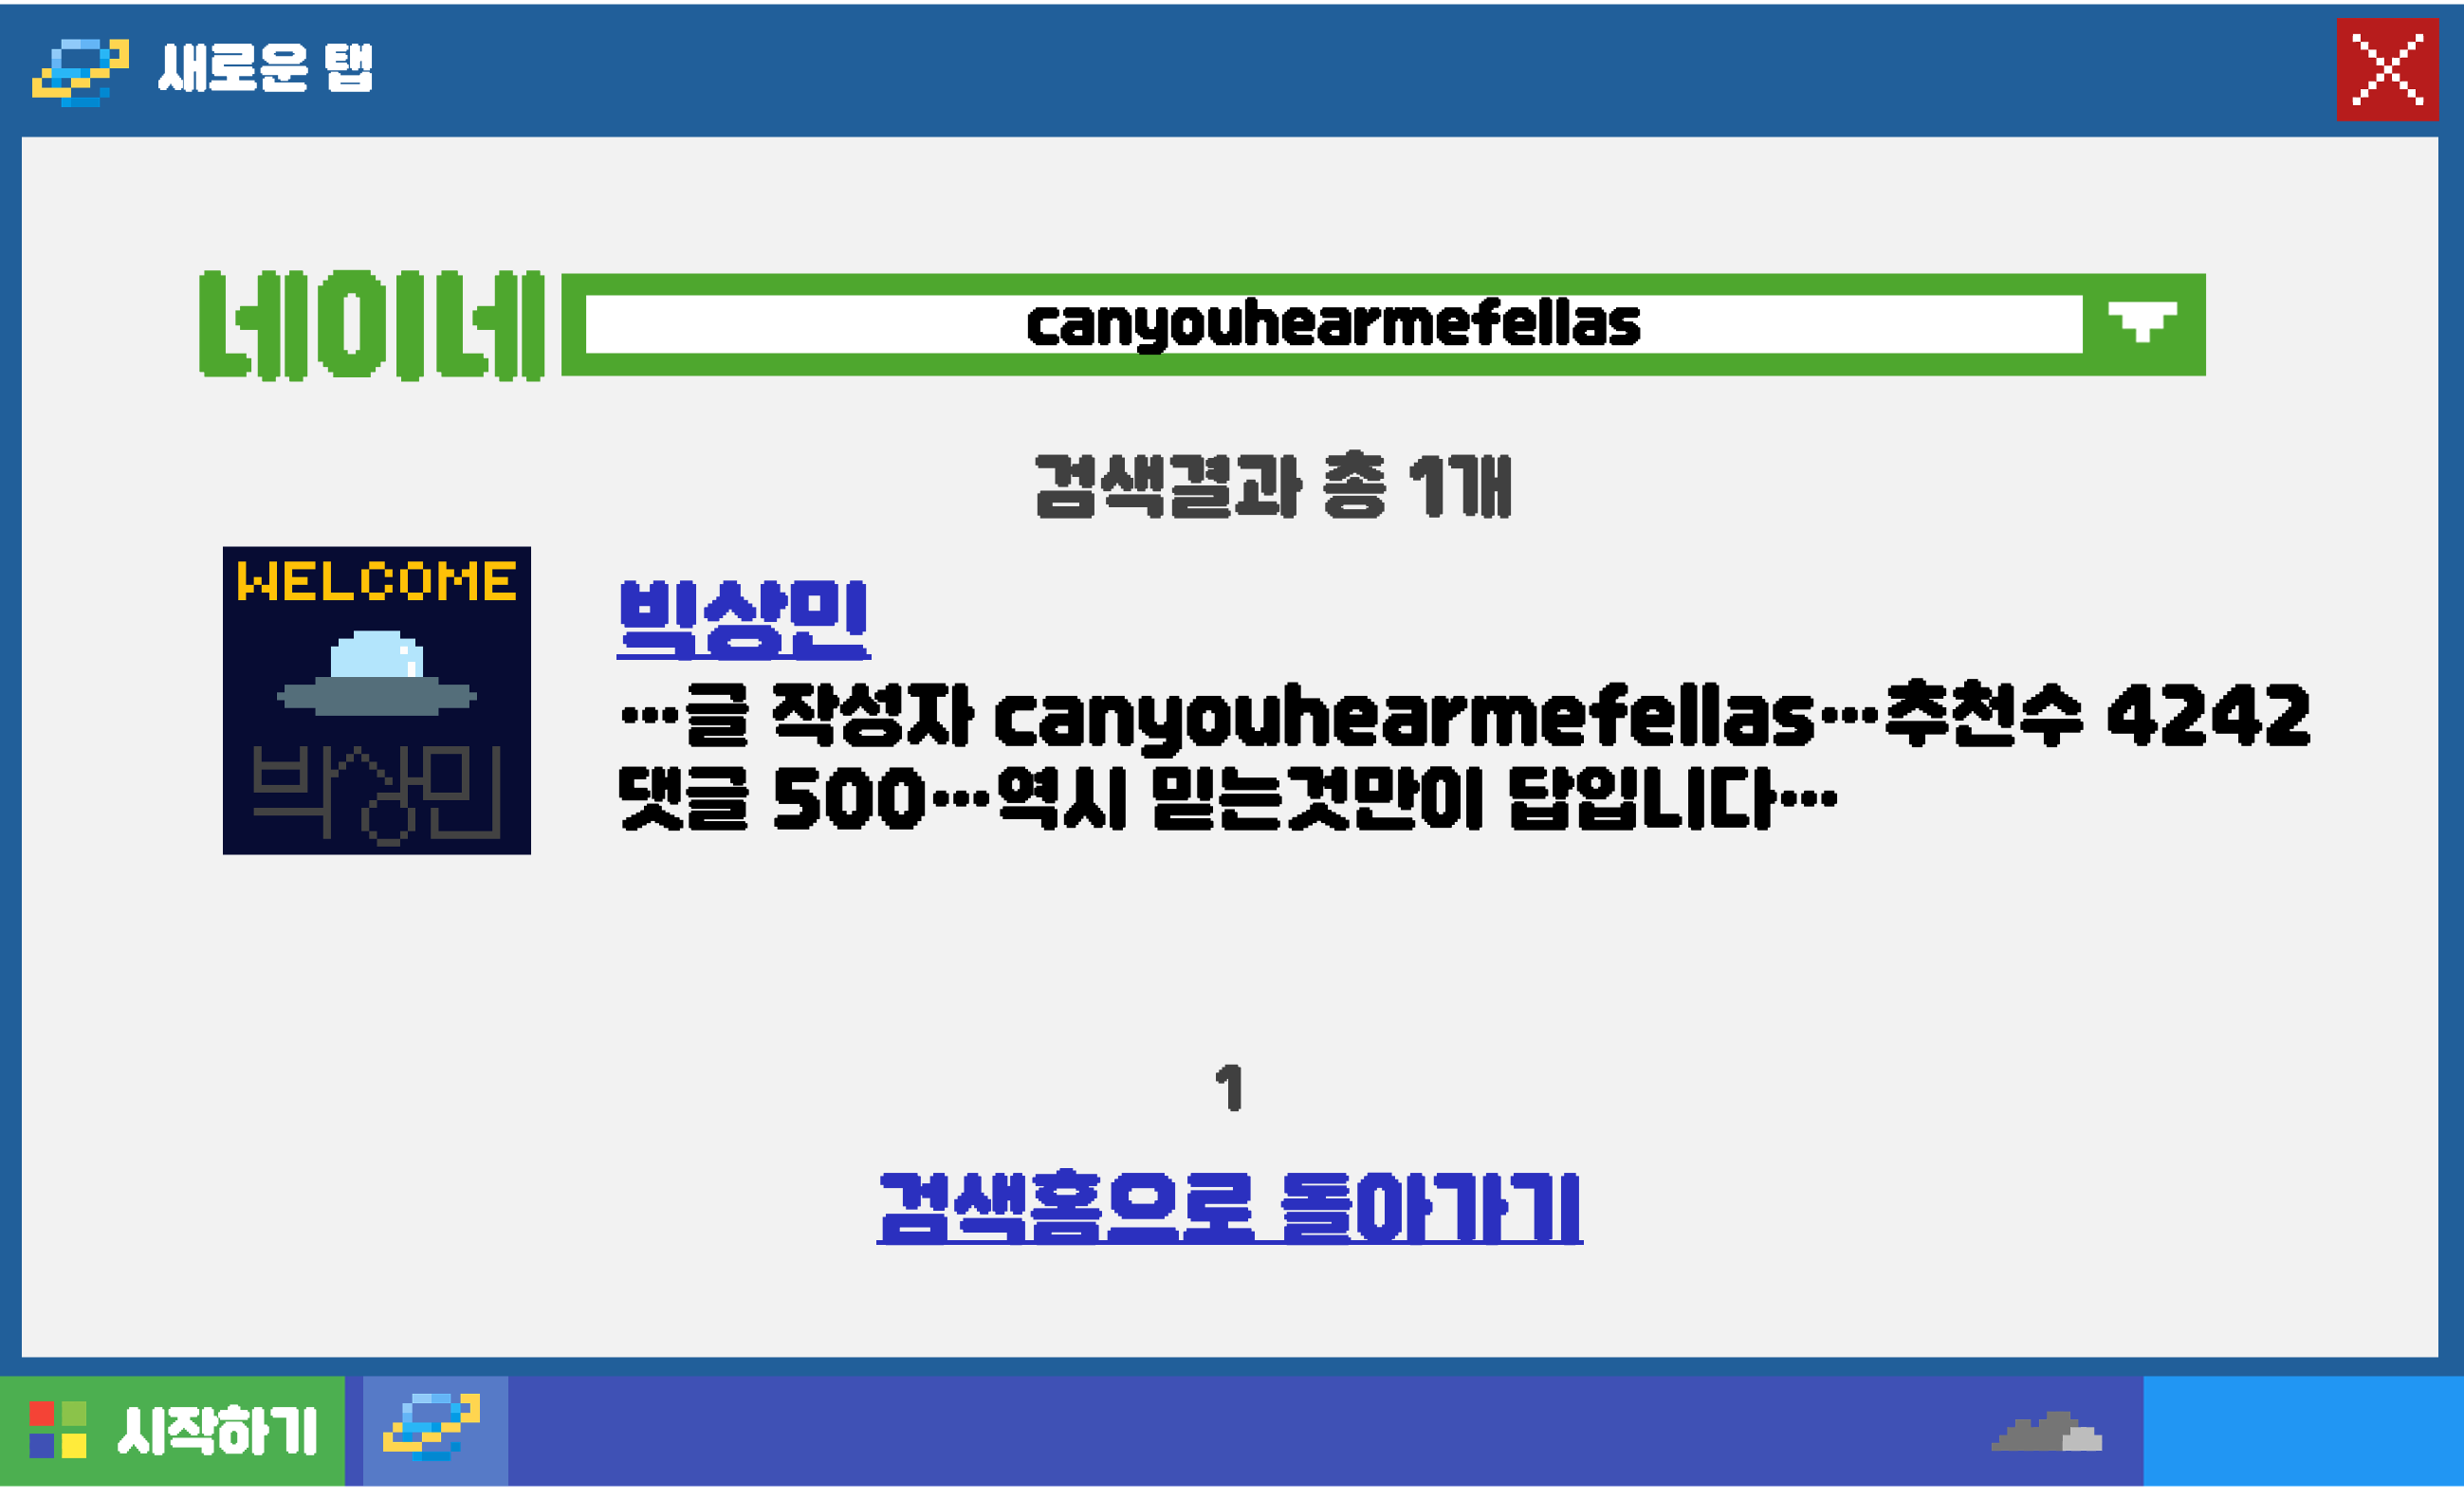 새로운 탭
네이네
canyouhearmefellas
검색결과 총 1개
WELCOME
빅상민
빅상민
...글 작성자 canyouhearmefellas...추천수 4242
댓글 500...역시 믿는것만이 답입니다...
1
검색홈으로 돌아가기
시작하기